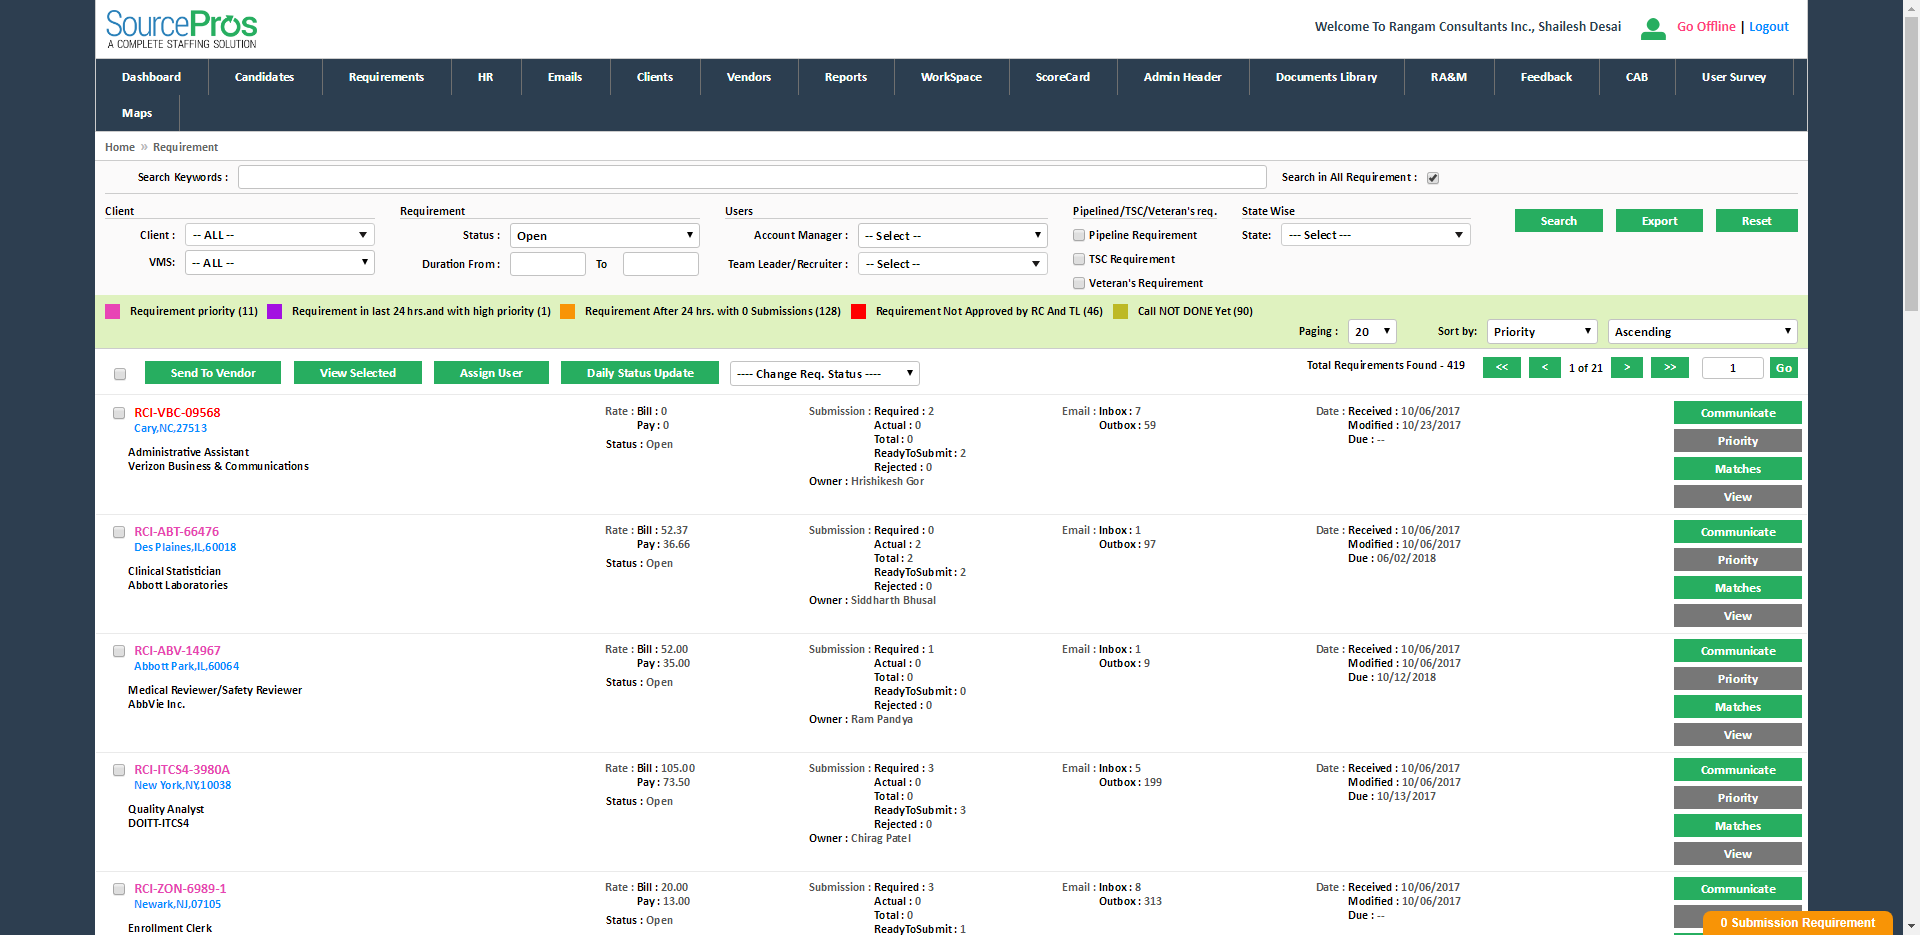 SourcePros
A COMPLETE STAFFING SOLUTION
Welcome To Rangam Consultants Inc., Shailesh Desai Go Offline | Logout
Dashboard Candidates Requirements HR Emails Clients Vendors Reports WorkSpace ScoreCard Admin Header Documents Library RA&M Feedback CAB User Survey
Maps
Home » Requirement
Search Keywords : Search in All Requirement :
Client Requirement Users Pipelined/TSC/Veteran's req. State Wise
Client : -- ALL -- Status : Open Account Manager : -- Select -- Pipeline Requirement State: --- Select --- Search Export Reset
VMS: -- ALL -- Duration From : To Team Leader/Recruiter : -- Select -- TSC Requirement
Veteran's Requirement
Requirement priority (11) Requirement in last 24 hrs.and with high priority (1) Requirement After 24 hrs. with 0 Submissions (128) Requirement Not Approved by RC And TL (46) Call NOT DONE Yet (90)
Paging : 20 Sort by: Priority Ascending
Send To Vendor View Selected Assign User Daily Status Update ---- Change Req. Status ---- Total Requirements Found - 419 << < 1 of 21 > >> 1 Go
RCI-VBC-09568
Cary,NC,27513
Administrative Assistant
Verizon Business & Communications
Rate : Bill : 0
Pay : 0
Status : Open
Submission : Required : 2
Actual : 0
Total : 0
ReadyToSubmit : 2
Rejected : 0
Owner : Hrishikesh Gor
Email : Inbox : 7
Outbox : 59
Date : Received : 10/06/2017
Modified : 10/23/2017
Due : --
Communicate
Priority
Matches
View
RCI-ABT-66476
Des Plaines,IL,60018
Clinical Statistician
Abbott Laboratories
Rate : Bill : 52.37
Pay : 36.66
Status : Open
Submission : Required : 0
Actual : 2
Total : 2
ReadyToSubmit : 2
Rejected : 0
Owner : Siddharth Bhusal
Email : Inbox : 1
Outbox : 97
Date : Received : 10/06/2017
Modified : 10/06/2017
Due : 06/02/2018
Communicate
Priority
Matches
View
RCI-ABV-14967
Abbott Park,IL,60064
Medical Reviewer/Safety Reviewer
AbbVie Inc.
Rate : Bill : 52.00
Pay : 35.00
Status : Open
Submission : Required : 1
Actual : 0
Total : 0
ReadyToSubmit : 0
Rejected : 0
Owner : Ram Pandya
Email : Inbox : 1
Outbox : 9
Date : Received : 10/06/2017
Modified : 10/06/2017
Due : 10/12/2018
Communicate
Priority
Matches
View
RCI-ITCS4-3980A
New York,NY,10038
Quality Analyst
DOITT-ITCS4
Rate : Bill : 105.00
Pay : 73.50
Status : Open
Submission : Required : 3
Actual : 0
Total : 0
ReadyToSubmit : 3
Rejected : 0
Owner : Chirag Patel
Email : Inbox : 5
Outbox : 199
Date : Received : 10/06/2017
Modified : 10/06/2017
Due : 10/13/2017
Communicate
Priority
Matches
View
RCI-ZON-6989-1
Newark,NJ,07105
Enrollment Clerk
Rate : Bill : 20.00
Pay : 13.00
Status : Open
Submission : Required : 3
Actual : 0
Total : 0
ReadyToSubmit : 1
Email : Inbox : 8
Outbox : 313
Date : Received : 10/06/2017
Modified : 10/06/2017
Due : --
Communicate
0 Submission Requirement